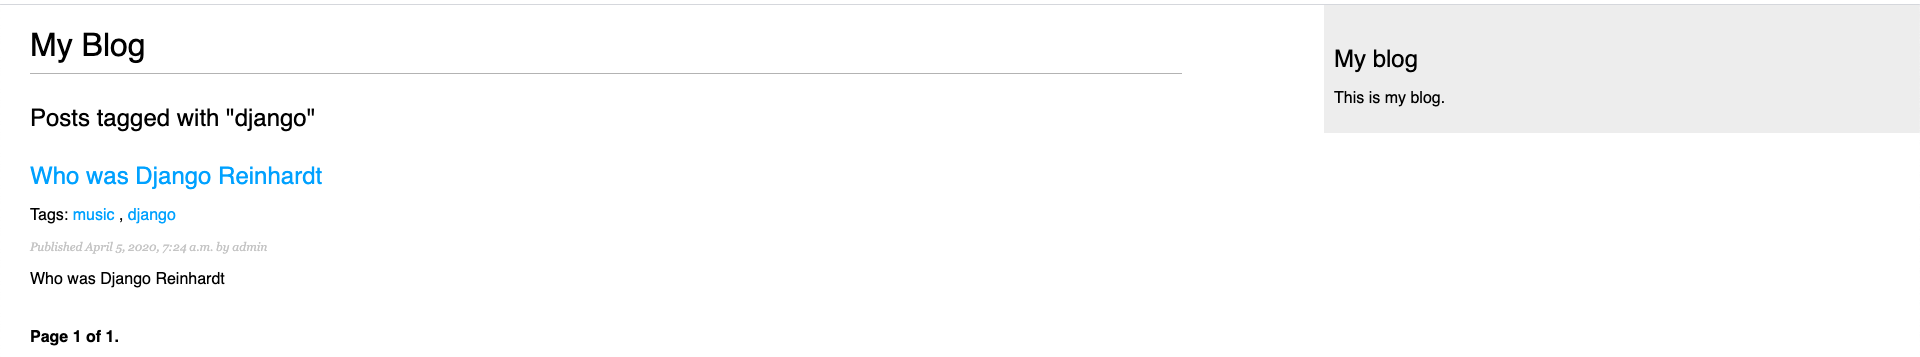 My Blog
Posts tagged with "django"
Who was Django Reinhardt
Tags: music , django
Published April 5, 2020, 7:24 a.m. by admin
Who was Django Reinhardt
Page 1 of 1.
My blog
This is my blog.